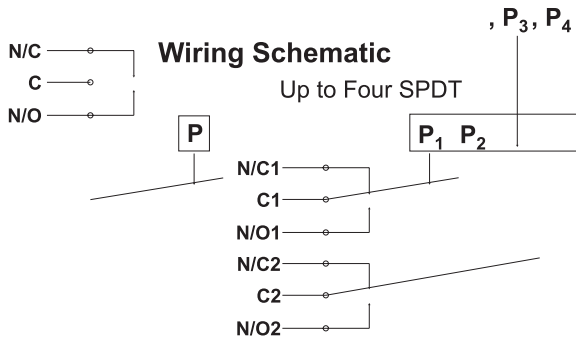 , P3, P4
N/C
Wiring Schematic
C
Up to Four SPDT
N/O
P
P1 P2
N/C1
C1
N/O1
N/C2
C2
N/O2